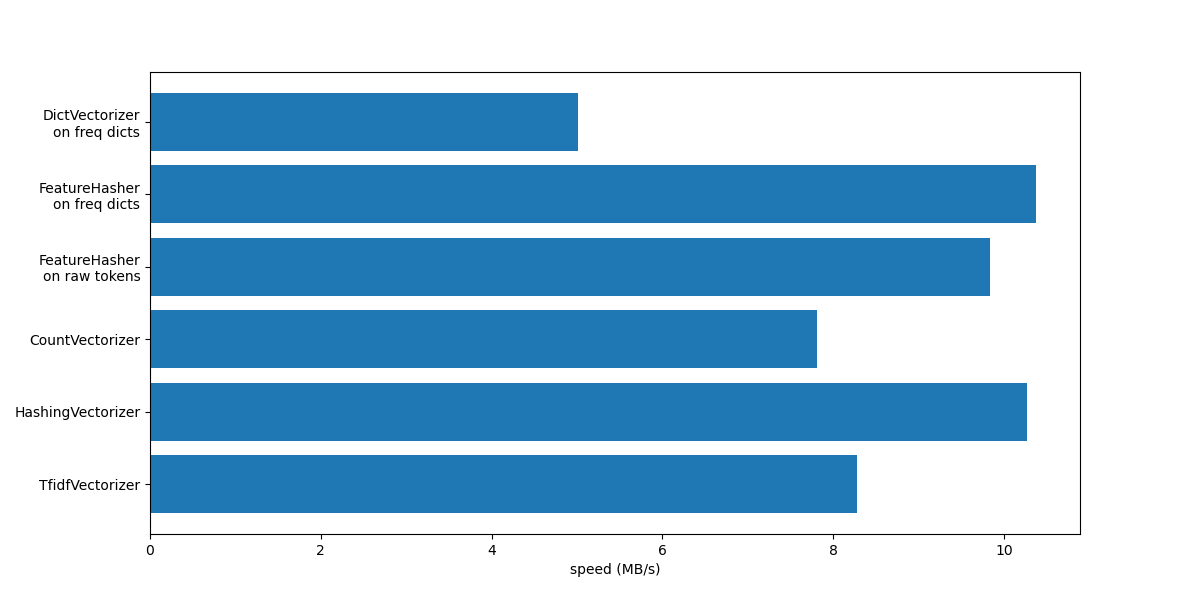 DictVectorizer
on freq dicts
FeatureHasher
on freq dicts
FeatureHasher
on raw tokens
CountVectorizer
HashingVectorizer
TfidfVectorizer
0 2 4 6 8 10
speed (MB/s)